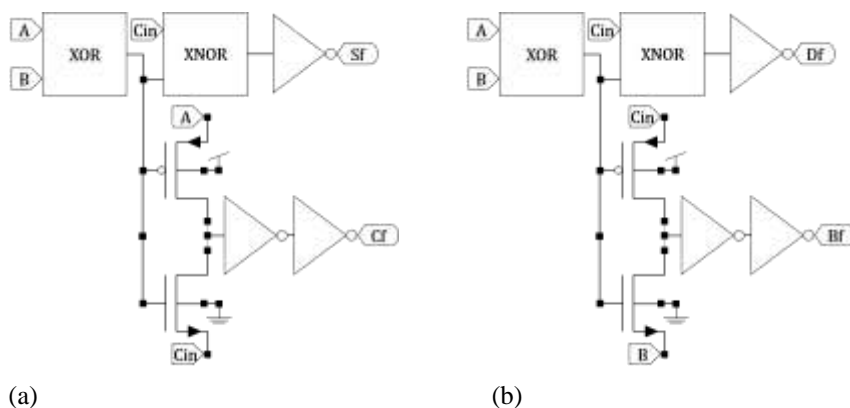 A
B
XOR
Cin
XNOR
Sf
A
Cf
Cin
(a)
A
B
XOR
Cin
XNOR
Df
Cin
Bf
B
(b)